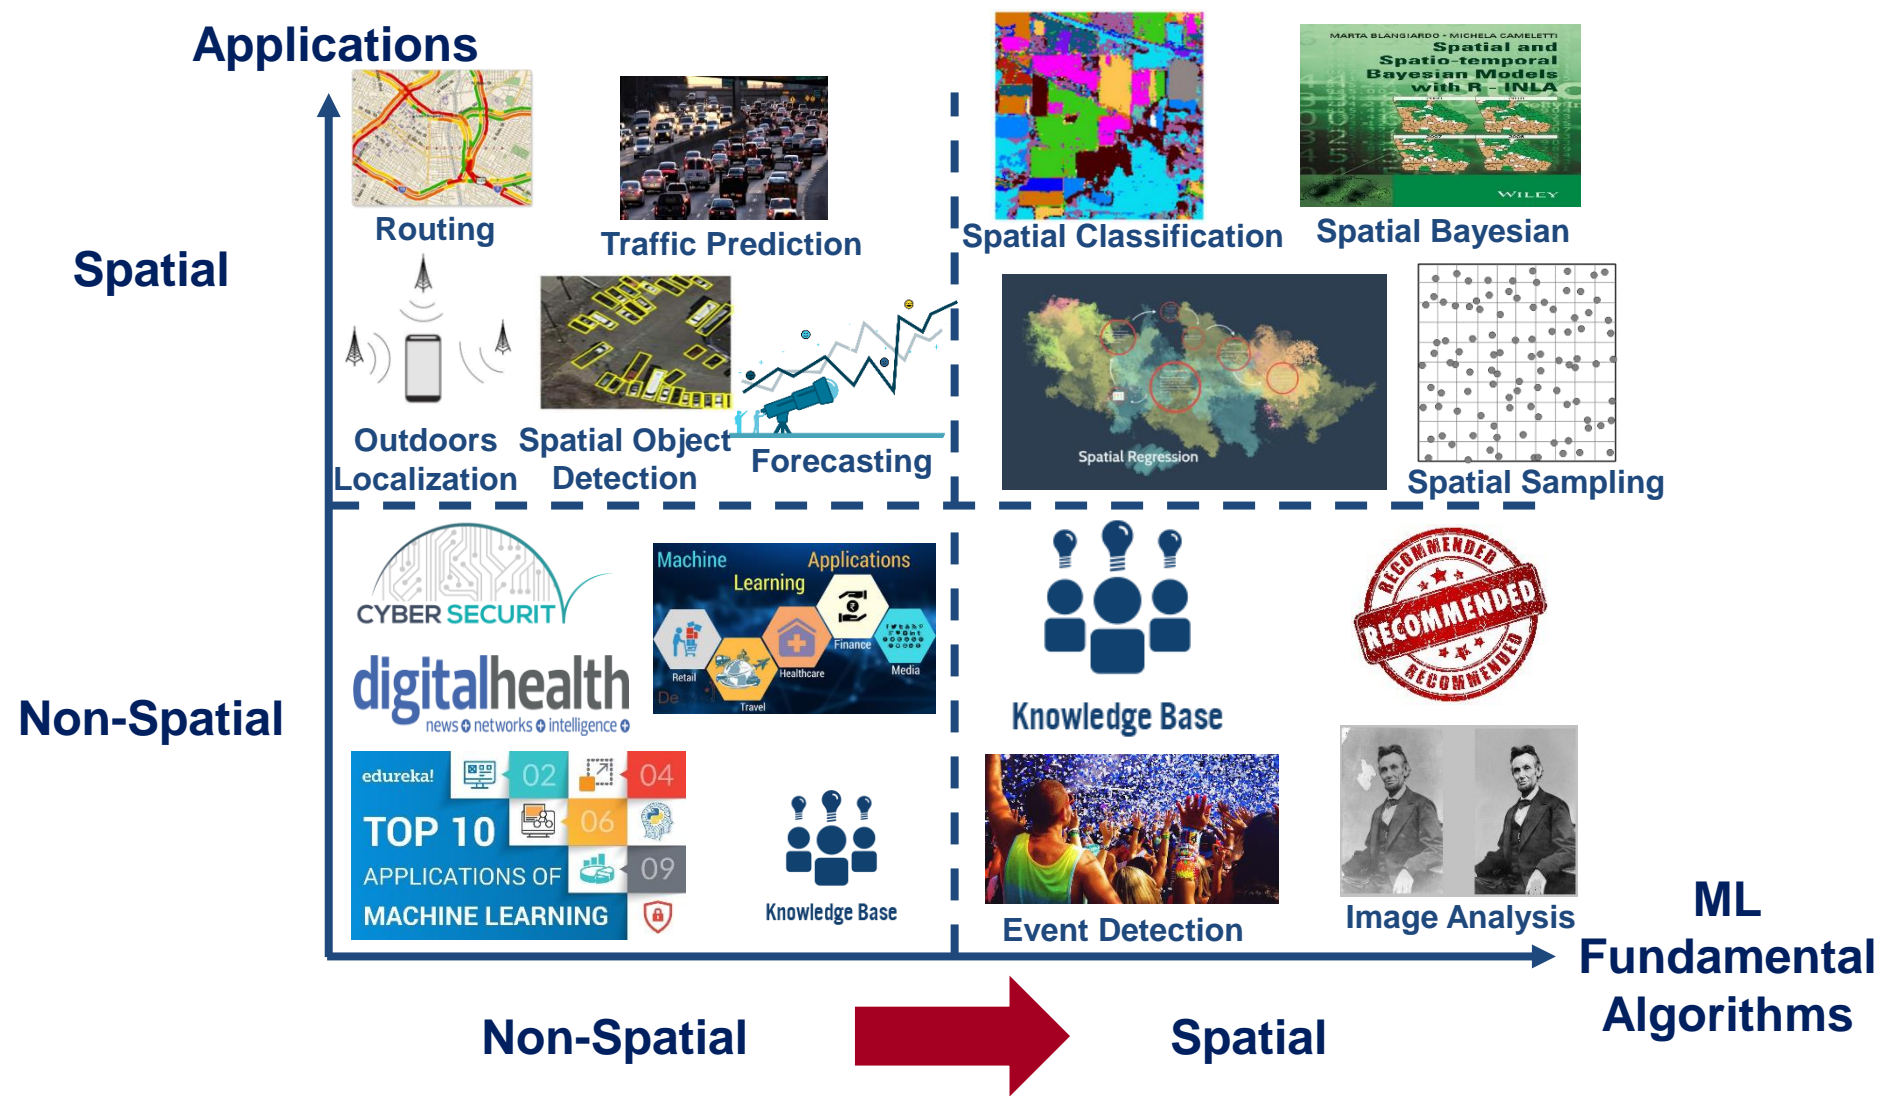 Applications
MARTA BLANGIARDO - MICHELA CAMELETTI
Spatial and
Spatio-temporal
Bayesian Models
with R - INLA
WILEY
Routing
Traffic Prediction
Spatial Classification
Spatial Bayesian
Spatial
Outdoors
Localization
Spatial Object
Detection
Forecasting
Spatial Regression
Spatial Sampling
CYBER SECURIT
Machine
Learning
Applications
Retail
Travel
Healthcare
Finance
Media
De
digitalhealth
news networks intelligence
Non-Spatial
Knowledge Base
RECOMMENDED
RECOMMENDED
RECOMMENDED
edureka!
02
04
06
09
TOP 10
APPLICATIONS OF
MACHINE LEARNING
Knowledge Base
Event Detection
Image Analysis
ML
Fundamental
Algorithms
Non-Spatial
Spatial